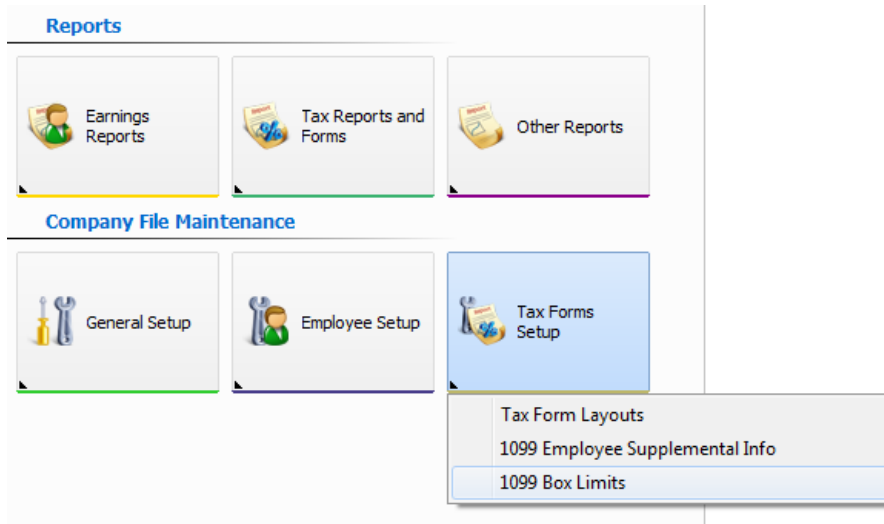 Reports
Earnings
Reports
Tax Reports and
Forms
Other Reports
Company File Maintenance
General Setup
Employee Setup
Tax Forms
Setup
Tax Form Layouts
1099 Employee Supplemental Info
1099 Box Limits